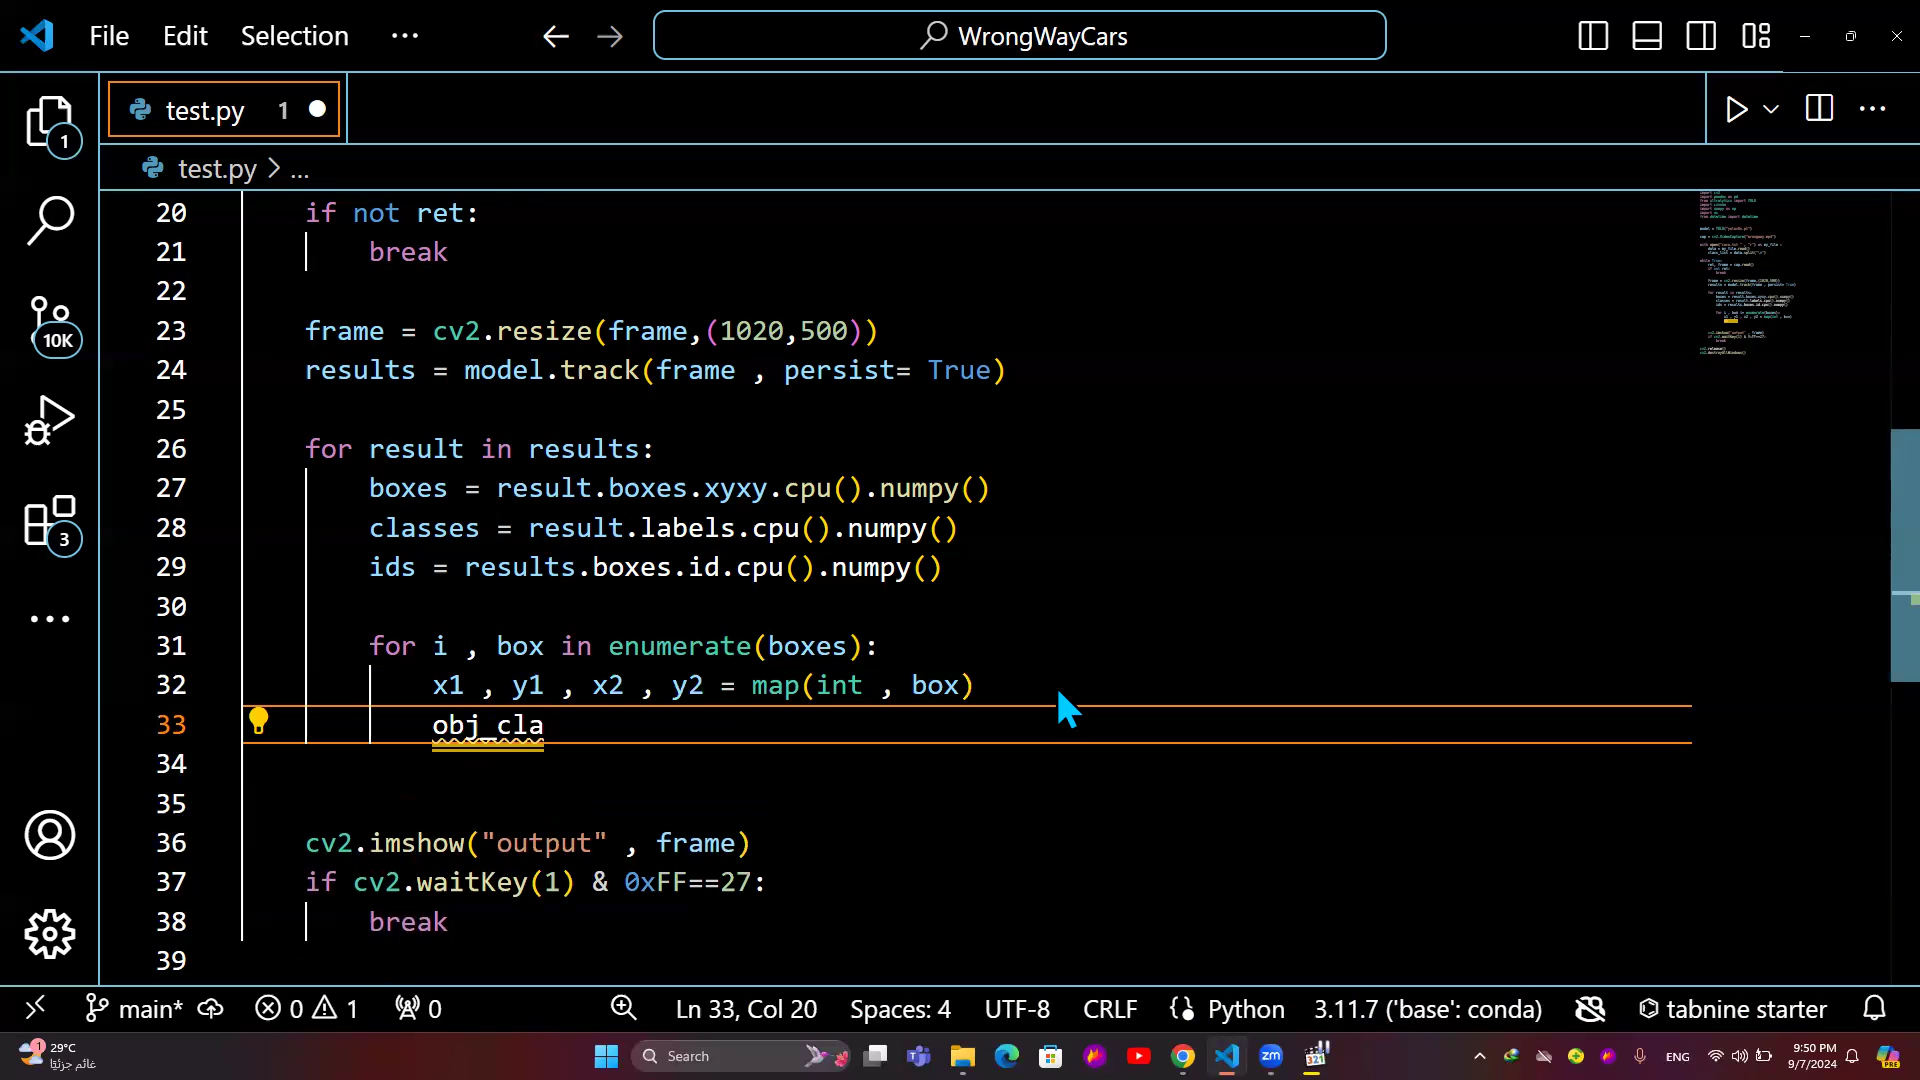 File Edit Selection ··· WrongWayCars
test.py 1
test.py > ...
20 if not ret:
21 break
22
23 frame = cv2.resize(frame,(1020,500))
24 results = model.track(frame , persist= True)
25
26 for result in results:
27 boxes = result.boxes.xyxy.cpu().numpy()
28 classes = result.labels.cpu().numpy()
29 ids = results.boxes.id.cpu().numpy()
30
31 for i , box in enumerate(boxes):
32 x1 , y1 , x2 , y2 = map(int , box)
33 obj_cla
34
35
36 cv2.imshow("output" , frame)
37 if cv2.waitKey(1) & 0xFF==27:
38 break
39
1
10K
3
main* 0 1 0 Ln 33, Col 20 Spaces: 4 UTF-8 CRLF Python 3.11.7 ('base': conda) tabnine starter
1
29°C
غائم جزئيًا
Search
zm
321
ENG
9:50 PM
9/7/2024
PRE